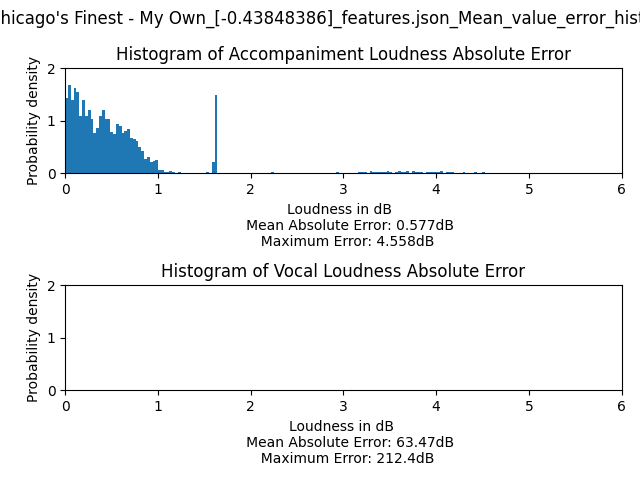 hicago's Finest - My Own_[-0.43848386]_features.json_Mean_value_error_hist
Histogram of Accompaniment Loudness Absolute Error
Probability density
2
1
0
0 1 2 3 4 5 6
Loudness in dB
Mean Absolute Error: 0.577dB
Maximum Error: 4.558dB
Histogram of Vocal Loudness Absolute Error
Probability density
2
1
0
0 1 2 3 4 5 6
Loudness in dB
Mean Absolute Error: 63.47dB
Maximum Error: 212.4dB